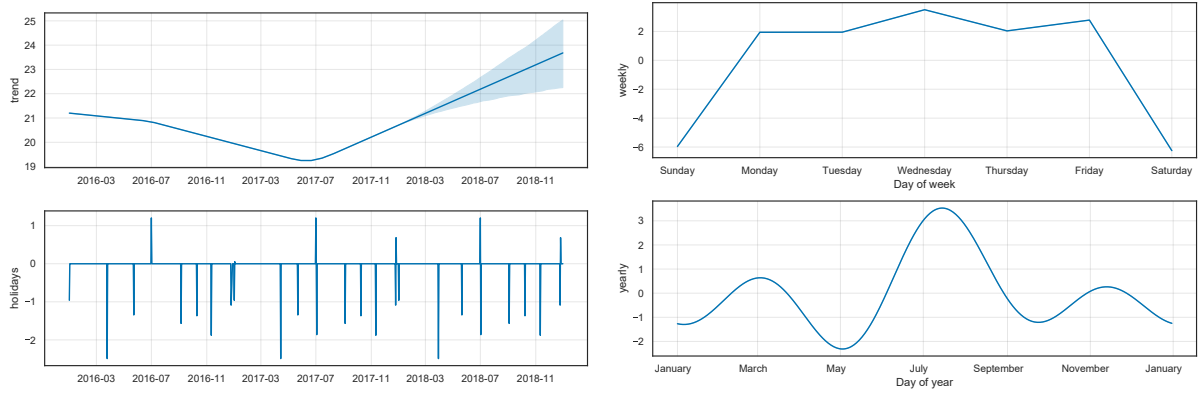 25
24
23
22
21
20
19
trend
2016-03 2016-07 2016-11 2017-03 2017-07 2017-11 2018-03 2018-07 2018-11
1
0
−1
−2
holidays
2016-03 2016-07 2016-11 2017-03 2017-07 2017-11 2018-03 2018-07 2018-11
2
0
−2
−4
−6
weekly
Sunday Monday Tuesday Wednesday Thursday Friday Saturday
Day of week
3
2
1
0
−1
−2
yearly
January March May July September November January
Day of year